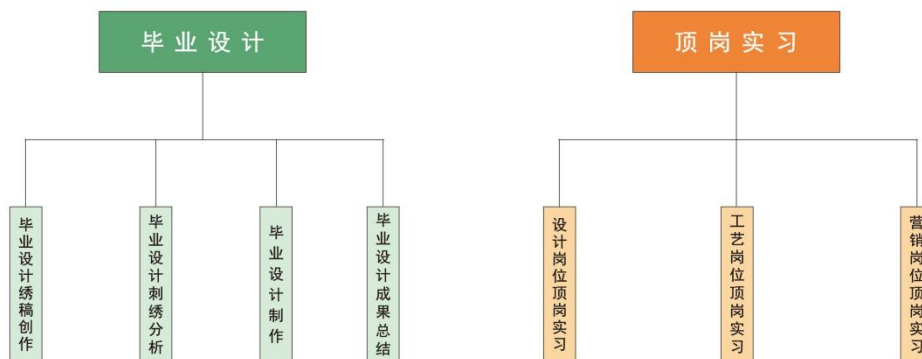 毕业设计
顶岗实习
毕业设计绣稿创作
毕业设计刺绣分析
毕业设计制作
毕业设计成果总结
设计岗位顶岗实习
工艺岗位顶岗实习
营销岗位顶岗实习